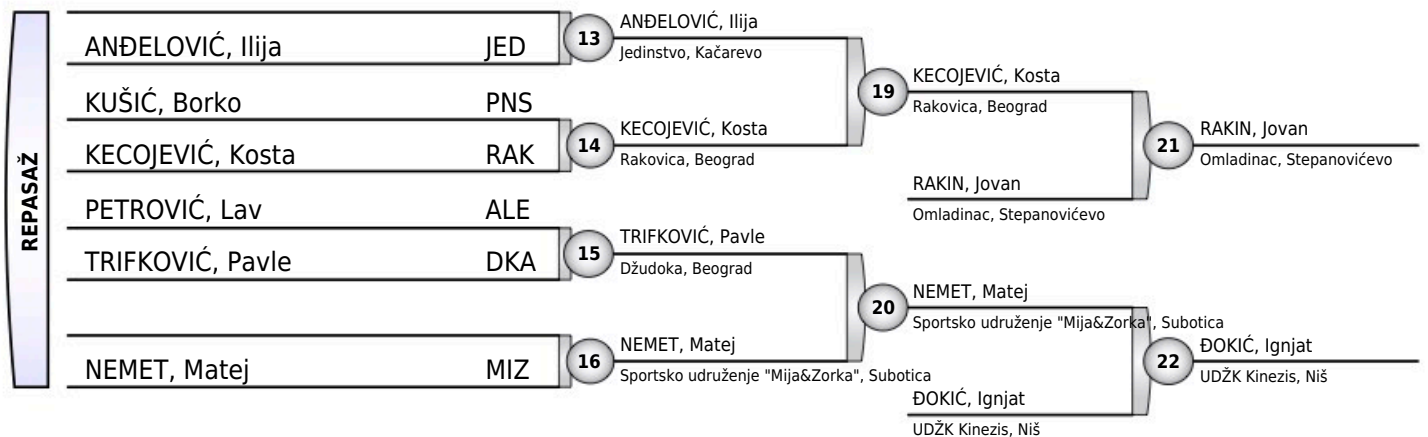 REPASAŽ
ANĐELOVIĆ, Ilija JED
KUŠIĆ, Borko PNS
KECOJEVIĆ, Kosta RAK
PETROVIĆ, Lav ALE
TRIFKOVIĆ, Pavle DKA
NEMET, Matej MIZ
13
ANĐELOVIĆ, Ilija
Jedinstvo, Kačarevo
14
KECOJEVIĆ, Kosta
Rakovica, Beograd
15
TRIFKOVIĆ, Pavle
Džudoka, Beograd
16
NEMET, Matej
Sportsko udruženje "Mija&Zorka", Subotica
19
KECOJEVIĆ, Kosta
Rakovica, Beograd
RAKIN, Jovan
Omladinac, Stepanovićevo
20
NEMET, Matej
Sportsko udruženje "Mija&Zorka", Subotica
ĐOKIĆ, Ignjat
UDŽK Kinezis, Niš
21
RAKIN, Jovan
Omladinac, Stepanovićevo
22
ĐOKIĆ, Ignjat
UDŽK Kinezis, Niš